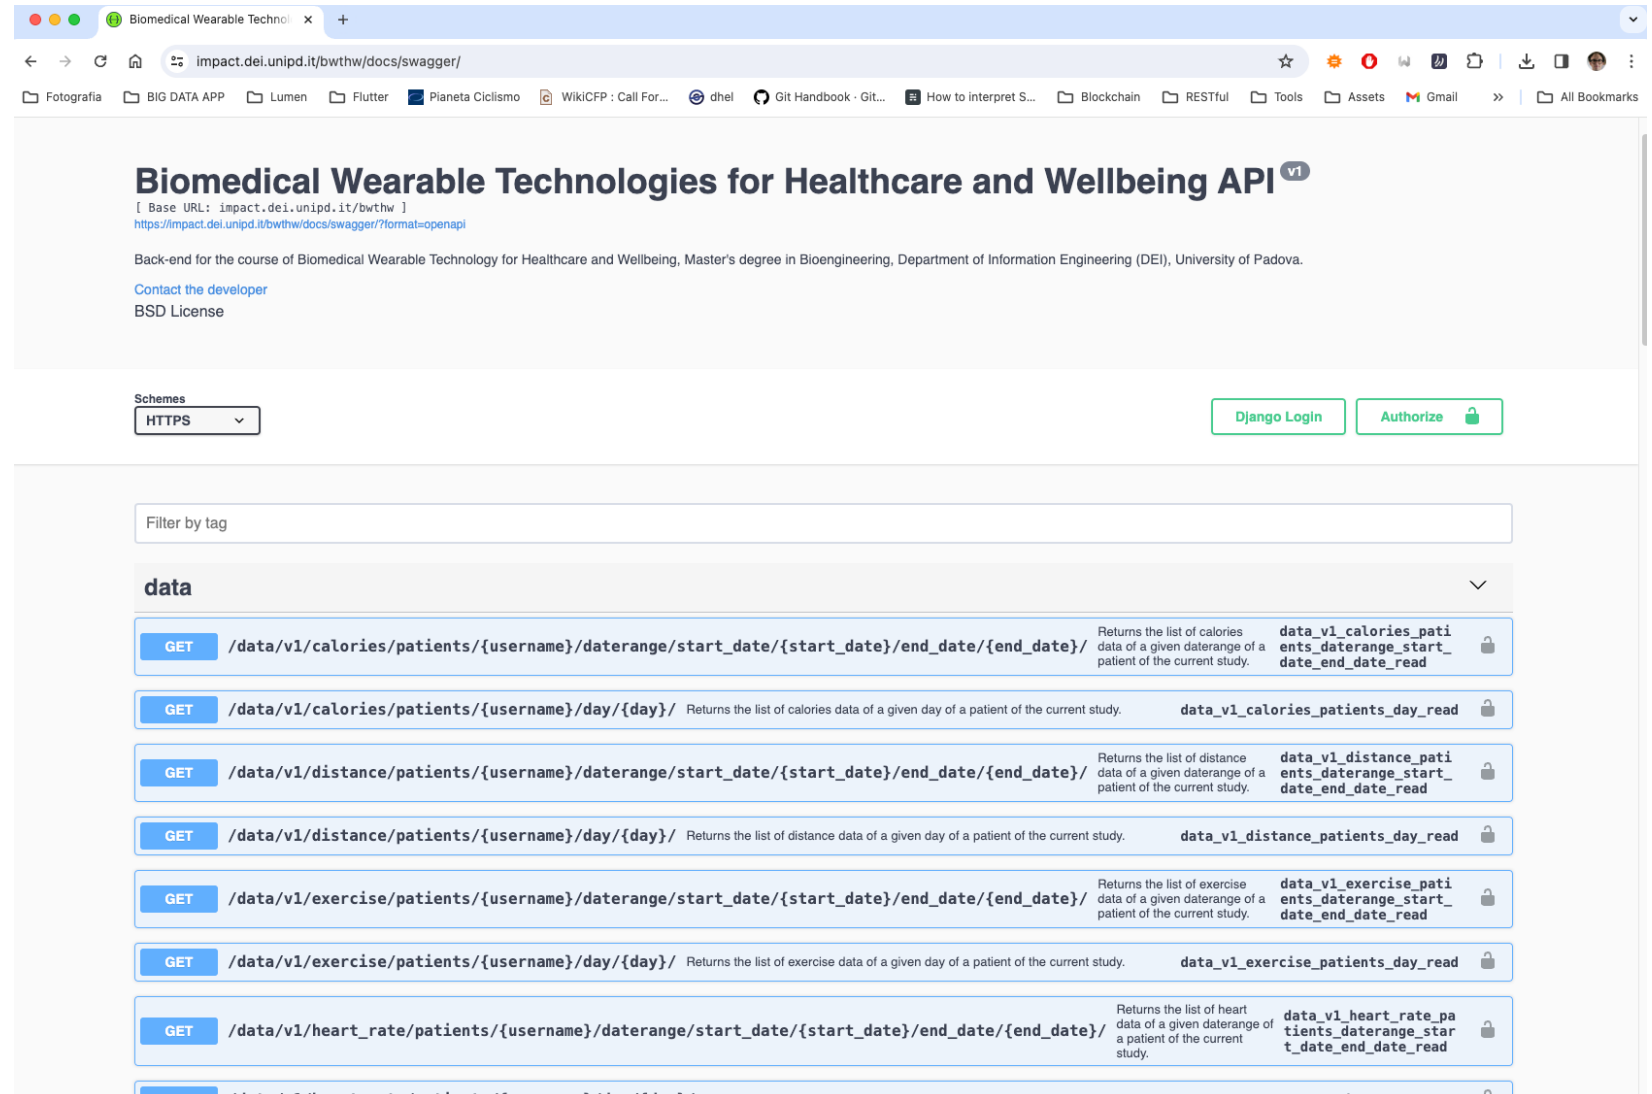 Biomedical Wearable Technol
impact.dei.unipd.it/bwthw/docs/swagger/
Fotografia
BIG DATA APP
Lumen
Flutter
Pianeta Ciclismo
WikiCFP : Call For...
dhel
Git Handbook · Git...
How to interpret S...
Blockchain
RESTful
Tools
Assets
Gmail
All Bookmarks
Biomedical Wearable Technologies for Healthcare and Wellbeing API v1
[ Base URL: impact.dei.unipd.it/bwthw ]
https://impact.dei.unipd.it/bwthw/docs/swagger/?format=openapi
Back-end for the course of Biomedical Wearable Technology for Healthcare and Wellbeing, Master's degree in Bioengineering, Department of Information Engineering (DEI), University of Padova.
Contact the developer
BSD License
Schemes
HTTPS
Django Login
Authorize
Filter by tag
data
GET
/data/v1/calories/patients/{username}/daterange/start_date/{start_date}/end_date/{end_date}/
Returns the list of calories
data of a given daterange of a
patient of the current study.
data_v1_calories_pati
ents_daterange_start_
date_end_date_read
GET
/data/v1/calories/patients/{username}/day/{day}/
Returns the list of calories data of a given day of a patient of the current study.
data_v1_calories_patients_day_read
GET
/data/v1/distance/patients/{username}/daterange/start_date/{start_date}/end_date/{end_date}/
Returns the list of distance
data of a given daterange of a
patient of the current study.
data_v1_distance_pati
ents_daterange_start_
date_end_date_read
GET
/data/v1/distance/patients/{username}/day/{day}/
Returns the list of distance data of a given day of a patient of the current study.
data_v1_distance_patients_day_read
GET
/data/v1/exercise/patients/{username}/daterange/start_date/{start_date}/end_date/{end_date}/
Returns the list of exercise
data of a given daterange of a
patient of the current study.
data_v1_exercise_pati
ents_daterange_start_
date_end_date_read
GET
/data/v1/exercise/patients/{username}/day/{day}/
Returns the list of exercise data of a given day of a patient of the current study.
data_v1_exercise_patients_day_read
GET
/data/v1/heart_rate/patients/{username}/daterange/start_date/{start_date}/end_date/{end_date}/
Returns the list of heart
data of a given daterange of
a patient of the current
study.
data_v1_heart_rate_pa
tients_daterange_star
t_date_end_date_read